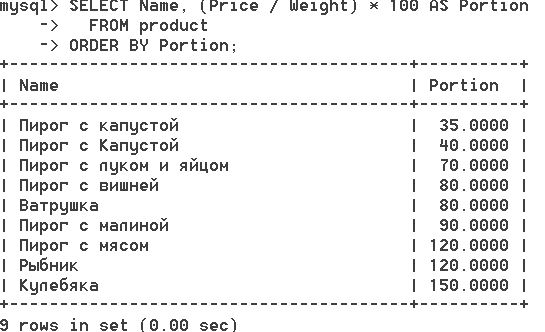 mysql> SELECT Name, (Price / Weight) * 100 AS Portion
    ->   FROM product
    -> ORDER BY Portion;
+----------------------------------------+----------+
| Name                                   | Portion  |
+----------------------------------------+----------+
| Пирог с капустой                       |  35.0000 |
| Пирог с Капустой                       |  40.0000 |
| Пирог с луком и яйцом                  |  70.0000 |
| Пирог с вишней                         |  80.0000 |
| Ватрушка                               |  80.0000 |
| Пирог с малиной                        |  90.0000 |
| Пирог с мясом                          | 120.0000 |
| Рыбник                                 | 120.0000 |
| Кулебяка                               | 150.0000 |
+----------------------------------------+----------+
9 rows in set (0.00 sec)